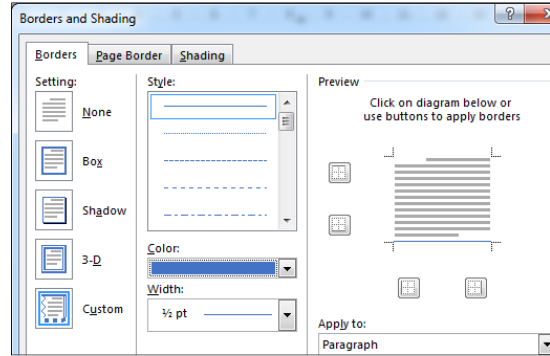 Borders and Shading
?
Borders Page Border Shading
Setting:
None
Box
Shadow
3-D
Custom
Style:
Color:
Width:
½ pt
Preview
Click on diagram below or
use buttons to apply borders
Apply to:
Paragraph